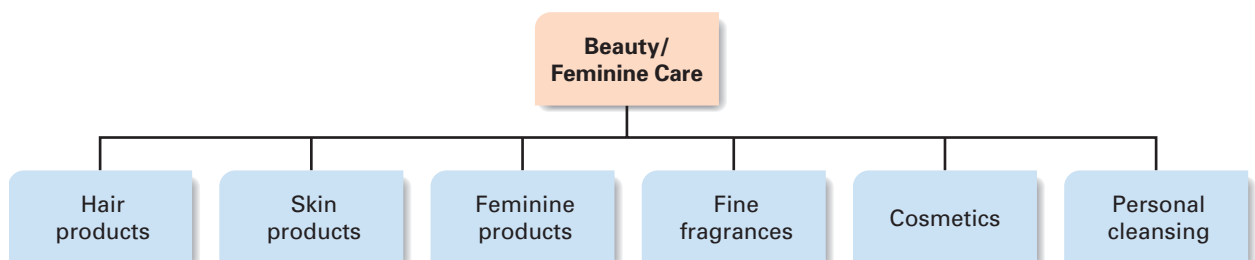 Beauty/
Feminine Care
Hair
products
Skin
products
Feminine
products
Fine
fragrances
Cosmetics
Personal
cleansing